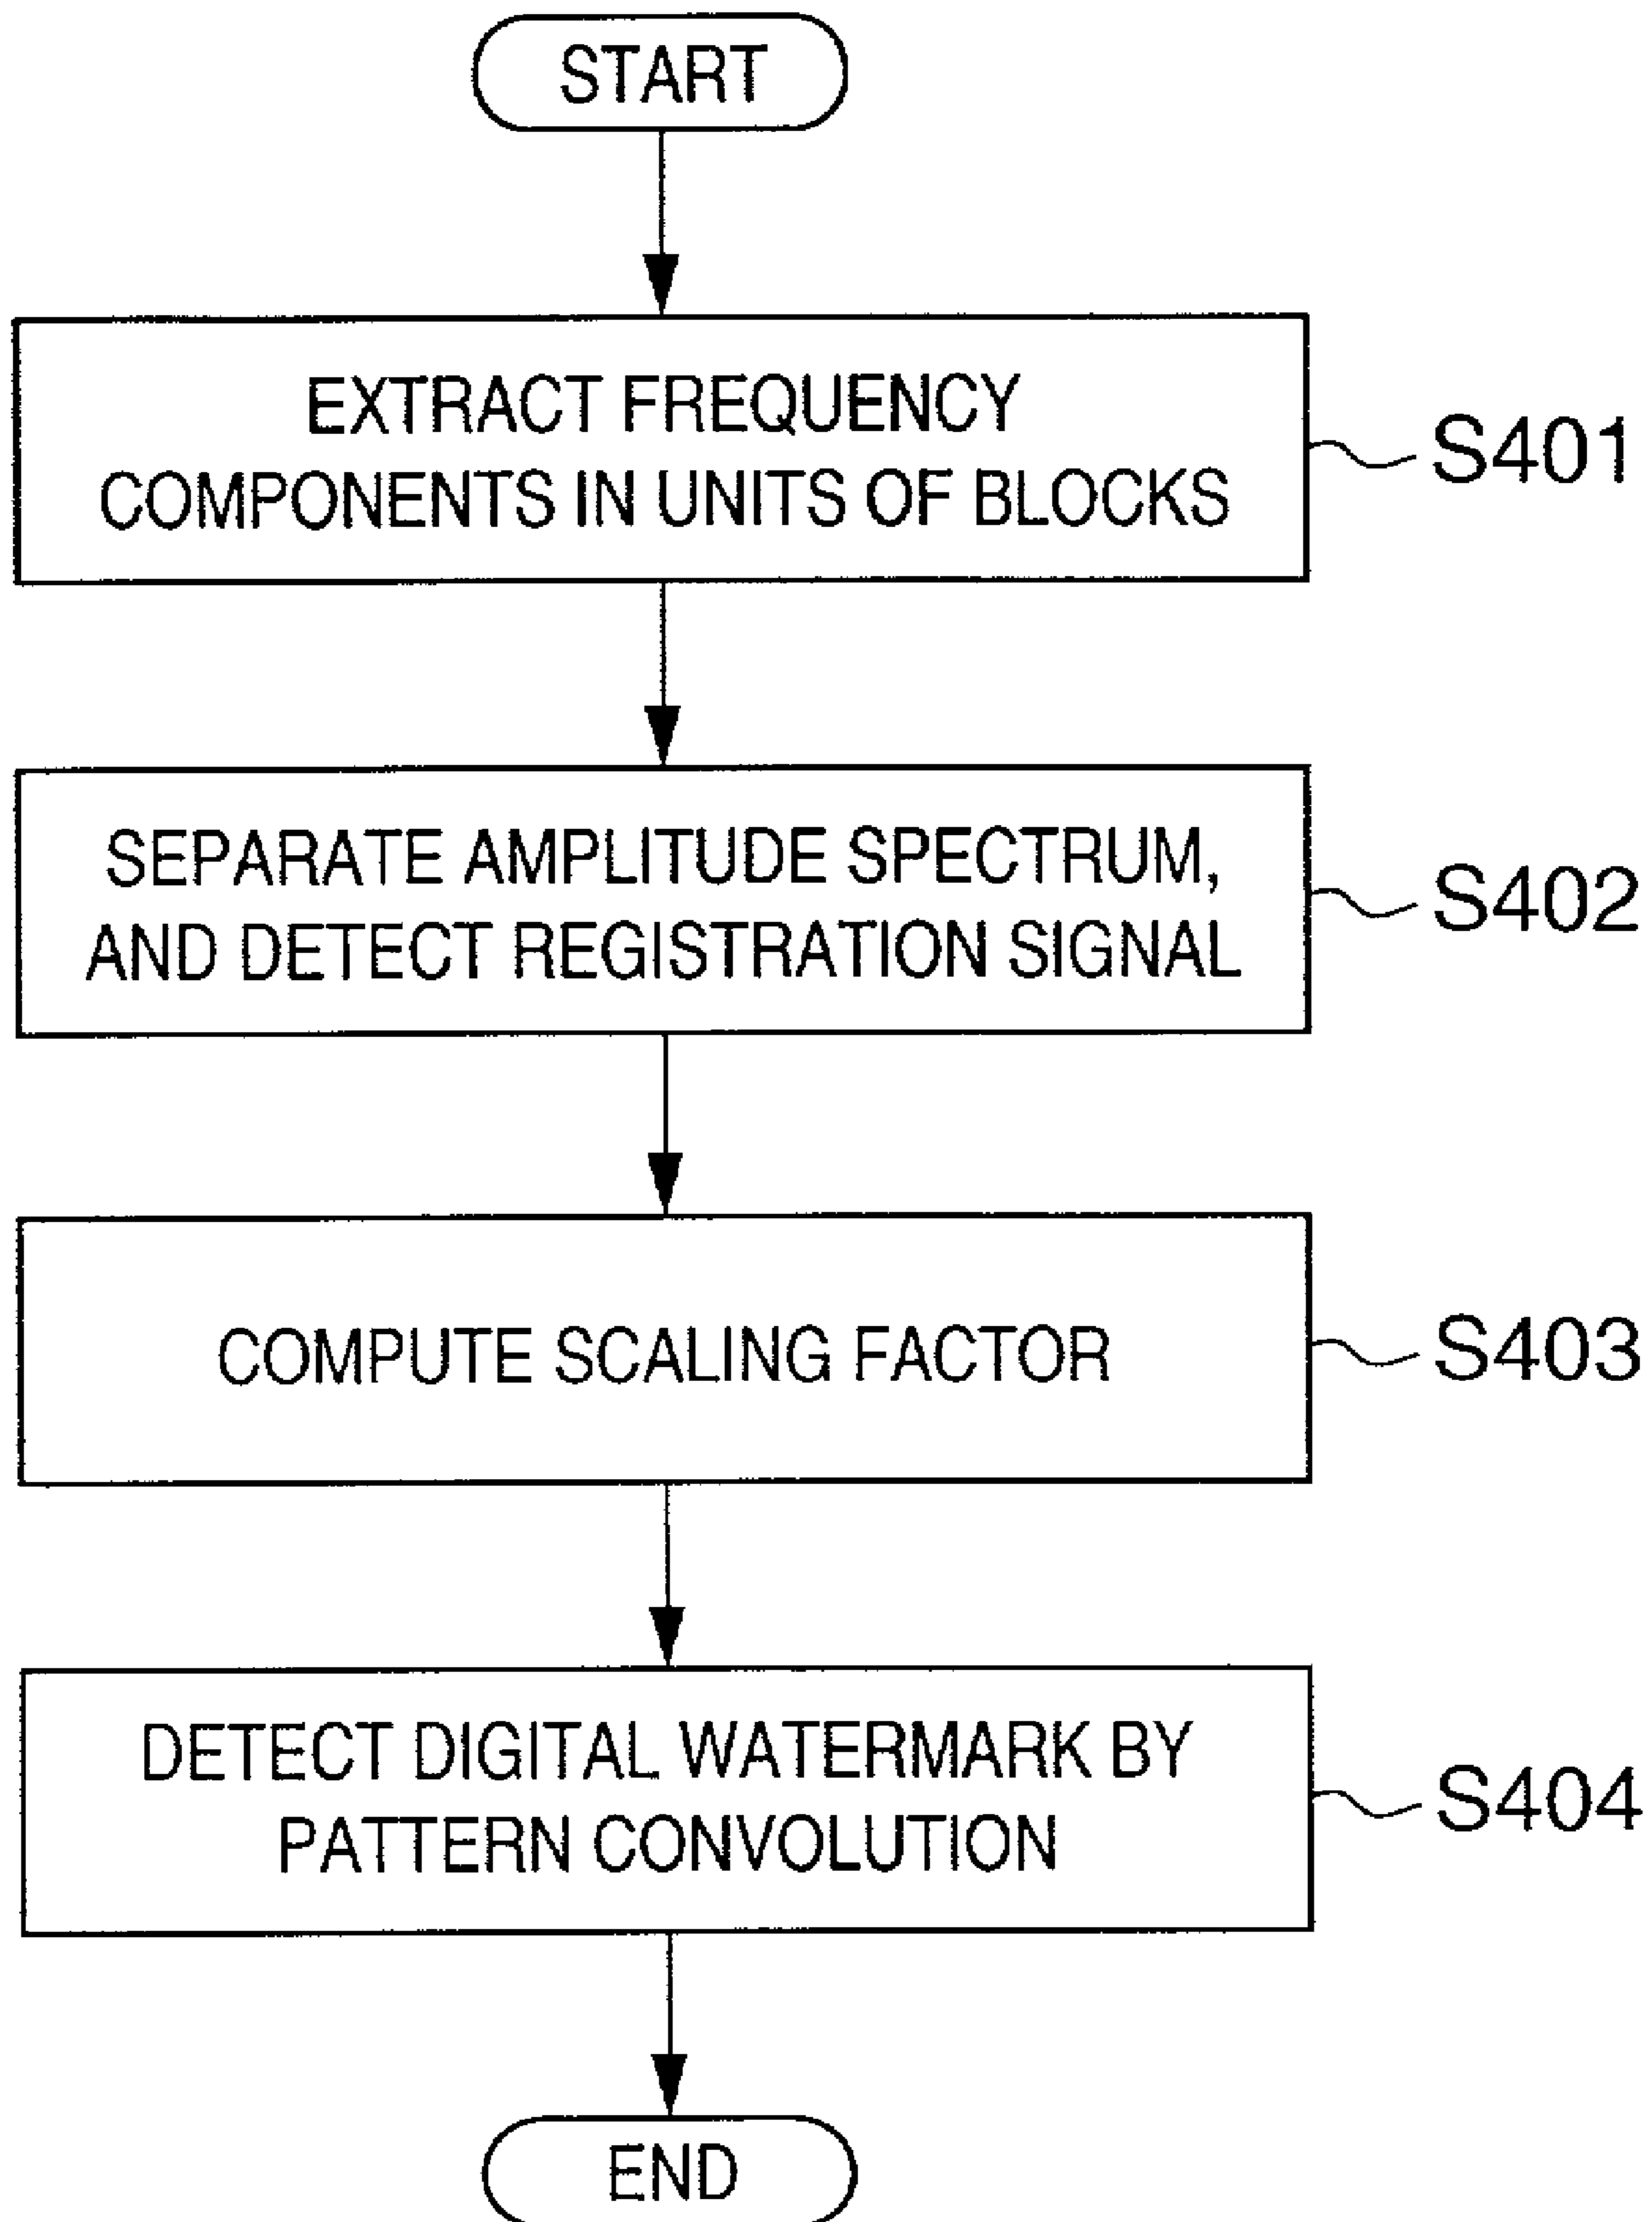 START
EXTRACT FREQUENCY
COMPONENTS IN UNITS OF BLOCKS
S401
SEPARATE AMPLITUDE SPECTRUM,
AND DETECT REGISTRATION SIGNAL
S402
COMPUTE SCALING FACTOR
S403
DETECT DIGITAL WATERMARK BY
PATTERN CONVOLUTION
S404
END